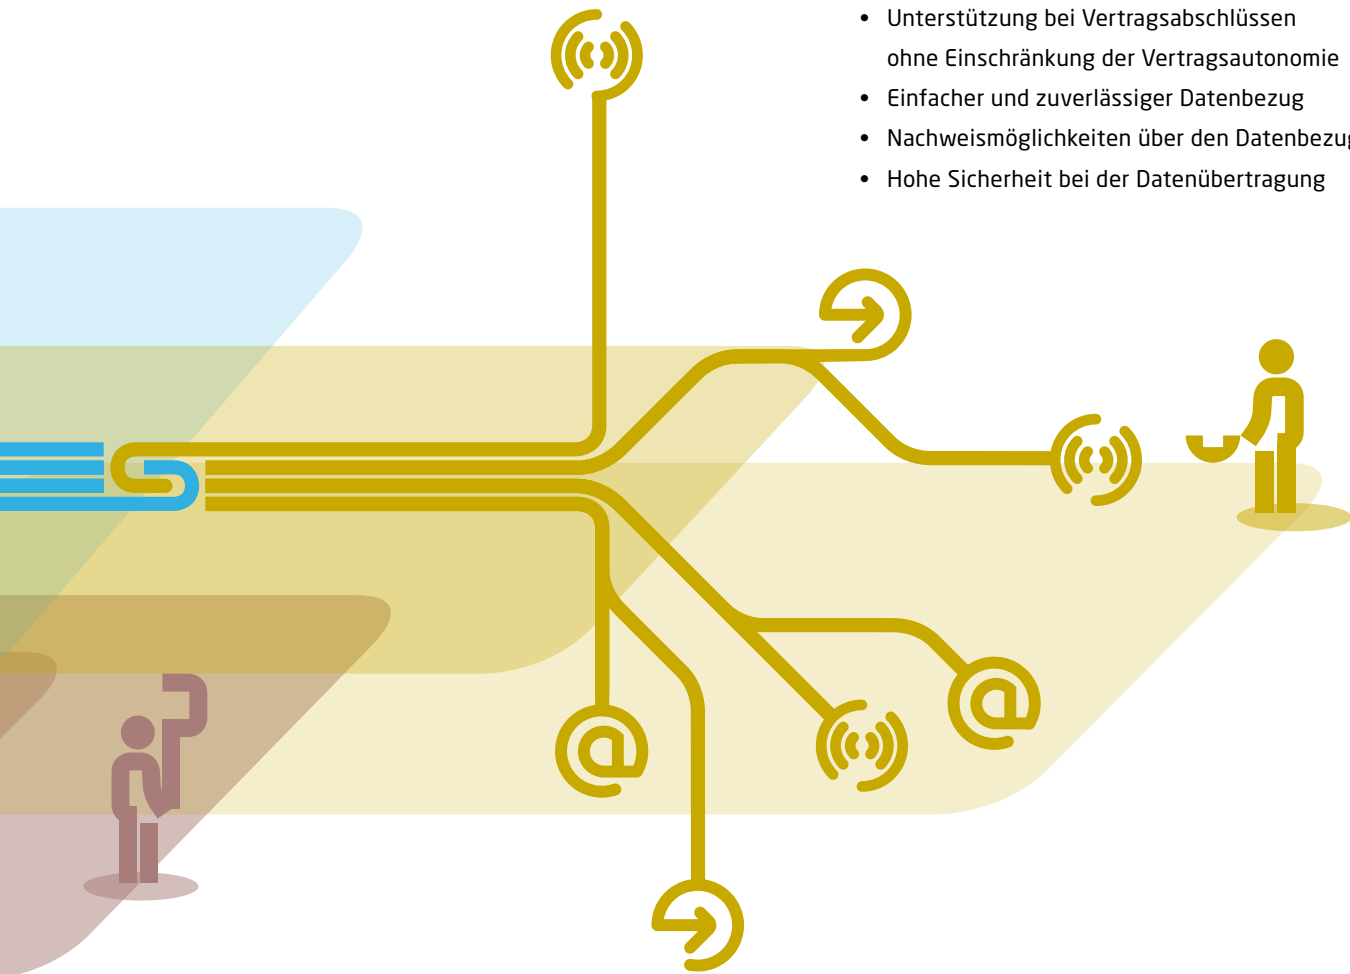 • Unterstützung bei Vertragsabschlüssen
ohne Einschränkung der Vertragsautonomie
• Einfacher und zuverlässiger Datenbezug
• Nachweismöglichkeiten über den Datenbezug
• Hohe Sicherheit bei der Datenübertragung